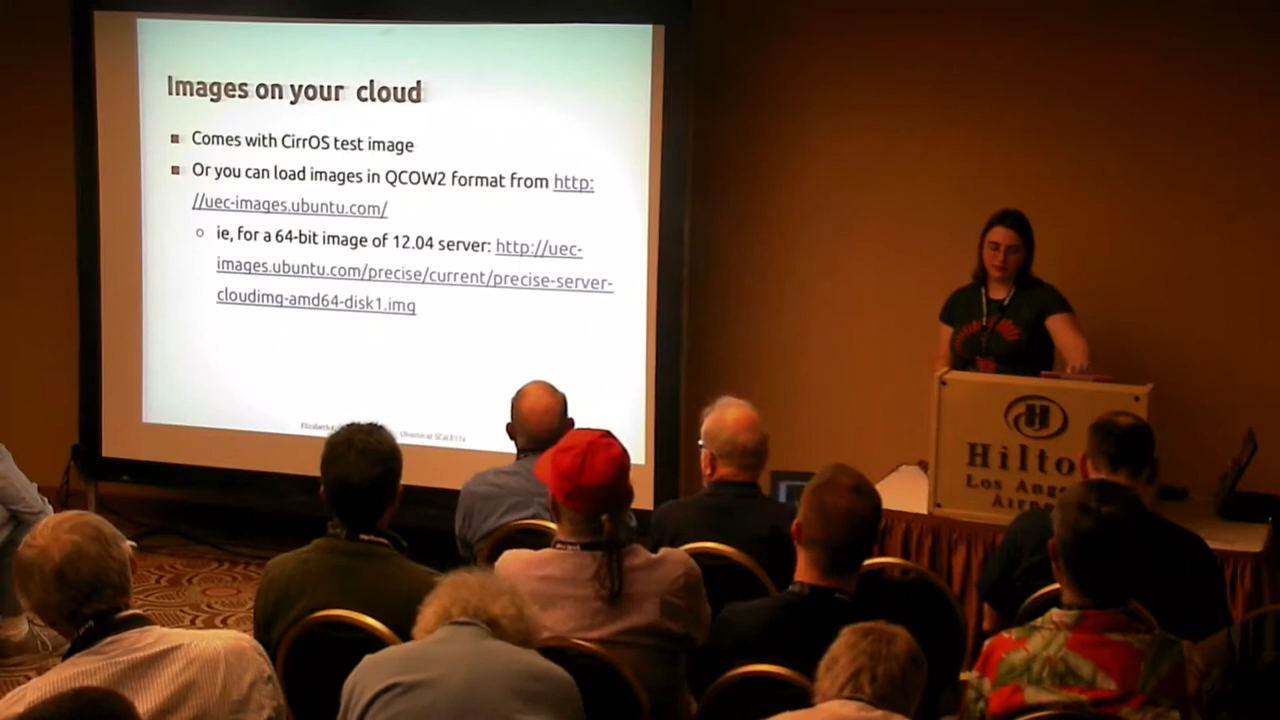 Images on your cloud
Comes with CirrOS test image
Or you can load images in QCOW2 format from http:
//uec-images.ubuntu.com/
ie, for a 64-bit image of 12.04 server: http://uec-
images.ubuntu.com/precise/current/precise-server-
cloudimg-amd64-disk1.img
H
Hilto
Los Ange
Airpo